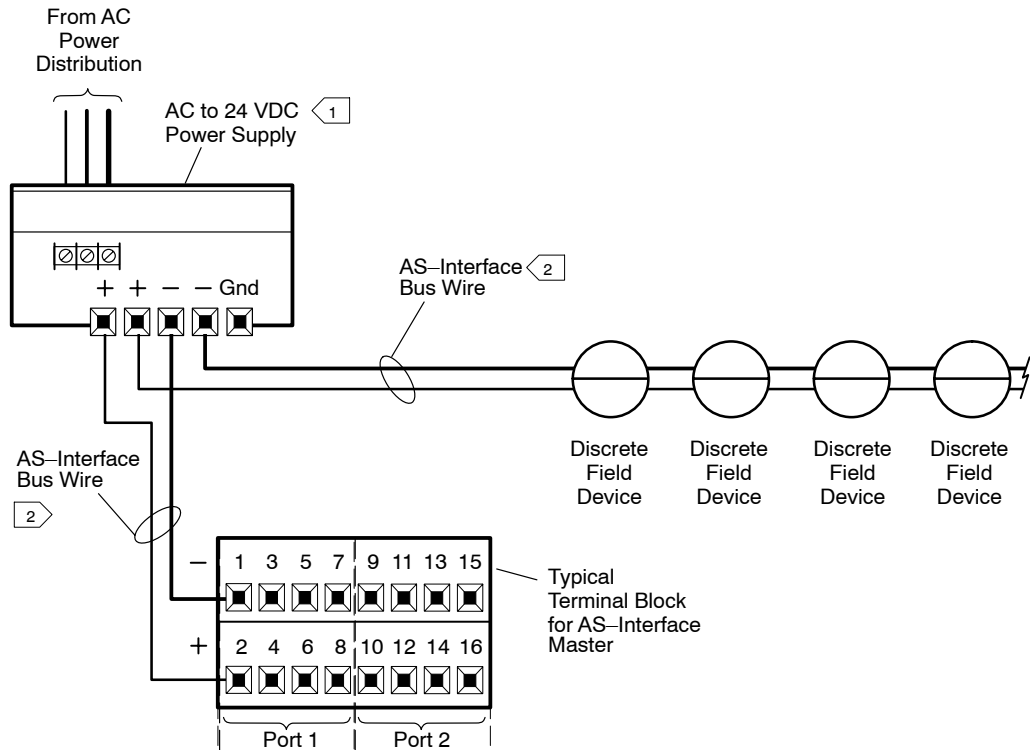 From AC
Power
Distribution
AC to 24 VDC
Power Supply
1
+ + − − Gnd
AS–Interface
Bus Wire
2
Discrete
Field
Device
Discrete
Field
Device
Discrete
Field
Device
Discrete
Field
Device
AS–Interface
Bus Wire
2
− 1 3 5 7 9 11 13 15
+ 2 4 6 8 10 12 14 16
Typical
Terminal Block
for AS–Interface
Master
Port 1
Port 2